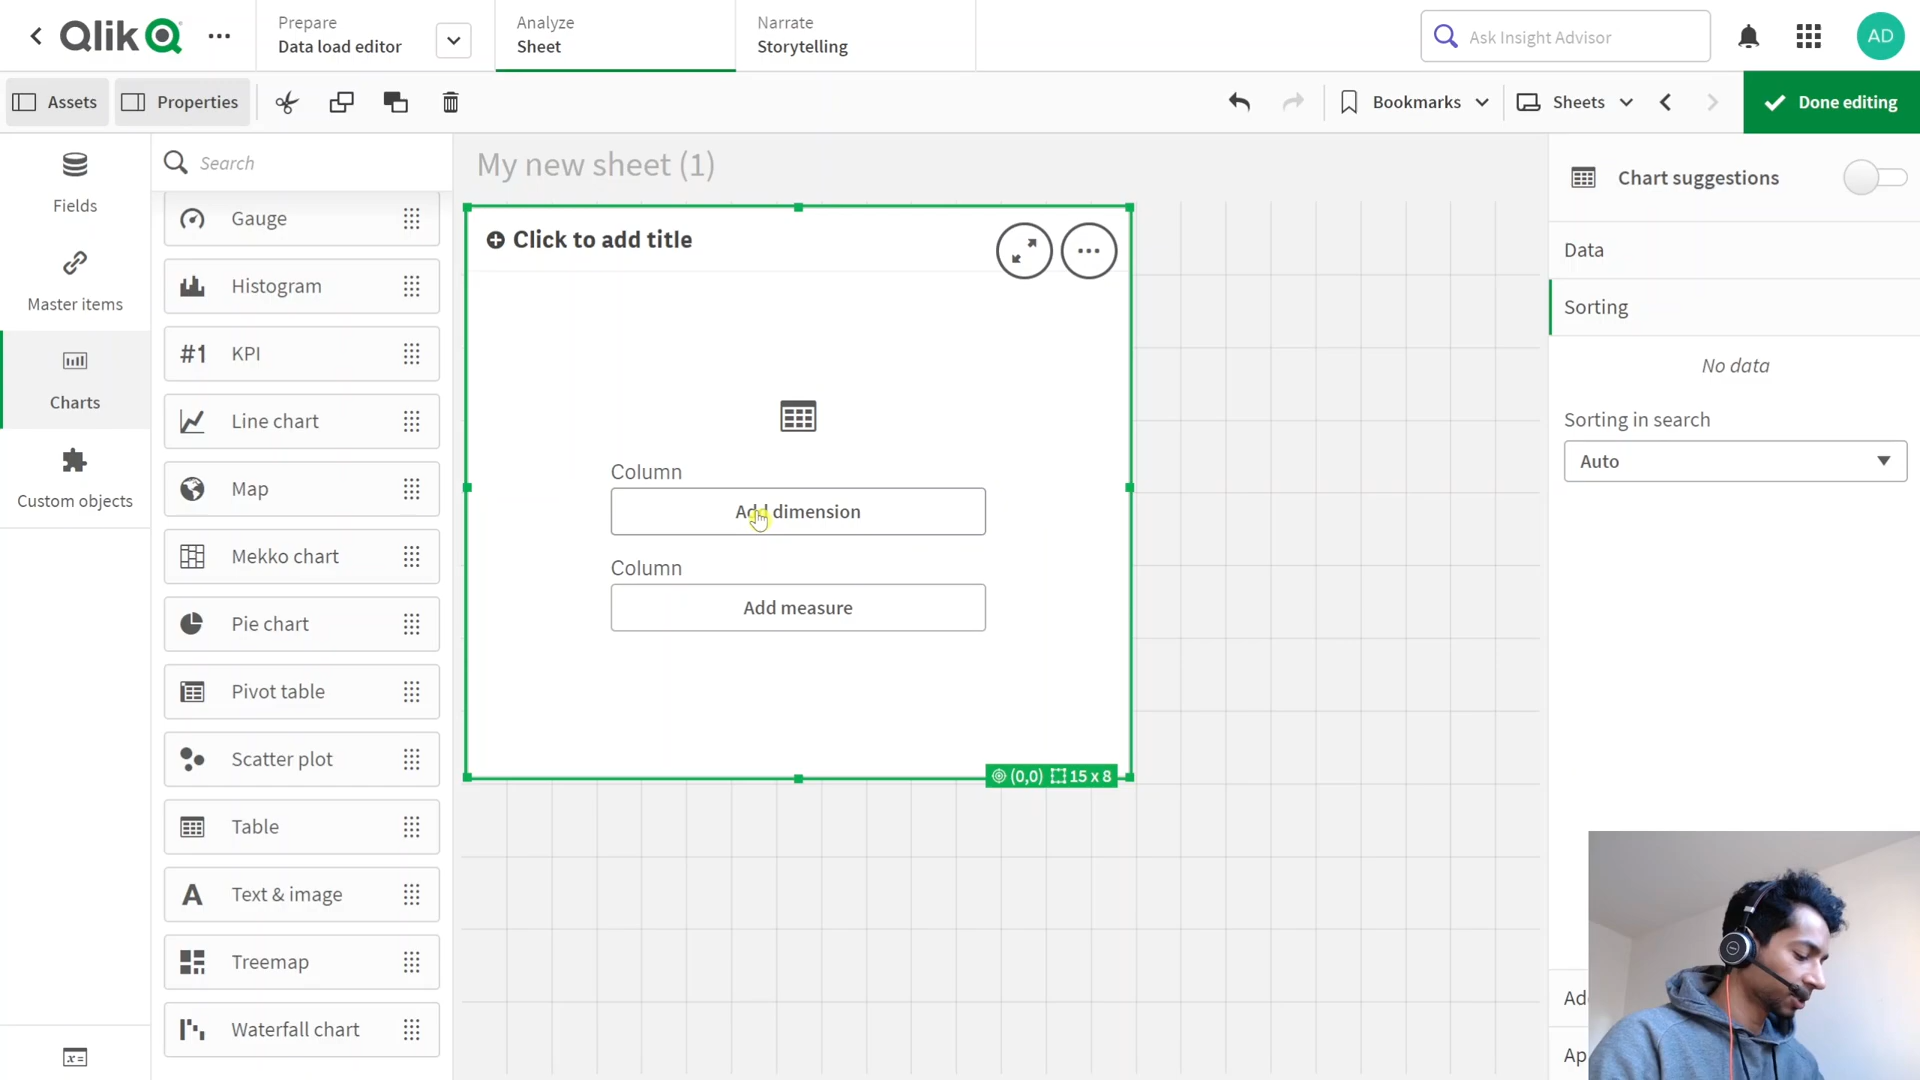 Qlik
Prepare
Data load editor
Analyze
Sheet
Narrate
Storytelling
Ask Insight Advisor
AD
Assets
Properties
Bookmarks
Sheets
Done editing
Fields
Master items
Charts
Custom objects
Search
Gauge
Histogram
#1 KPI
Line chart
Map
Mekko chart
Pie chart
Pivot table
Scatter plot
Table
A Text & image
Treemap
Waterfall chart
My new sheet (1)
Click to add title
Column
Add dimension
Column
Add measure
(0,0) 15 x 8
Chart suggestions
Data
Sorting
No data
Sorting in search
Auto
Ad
Ap
x=